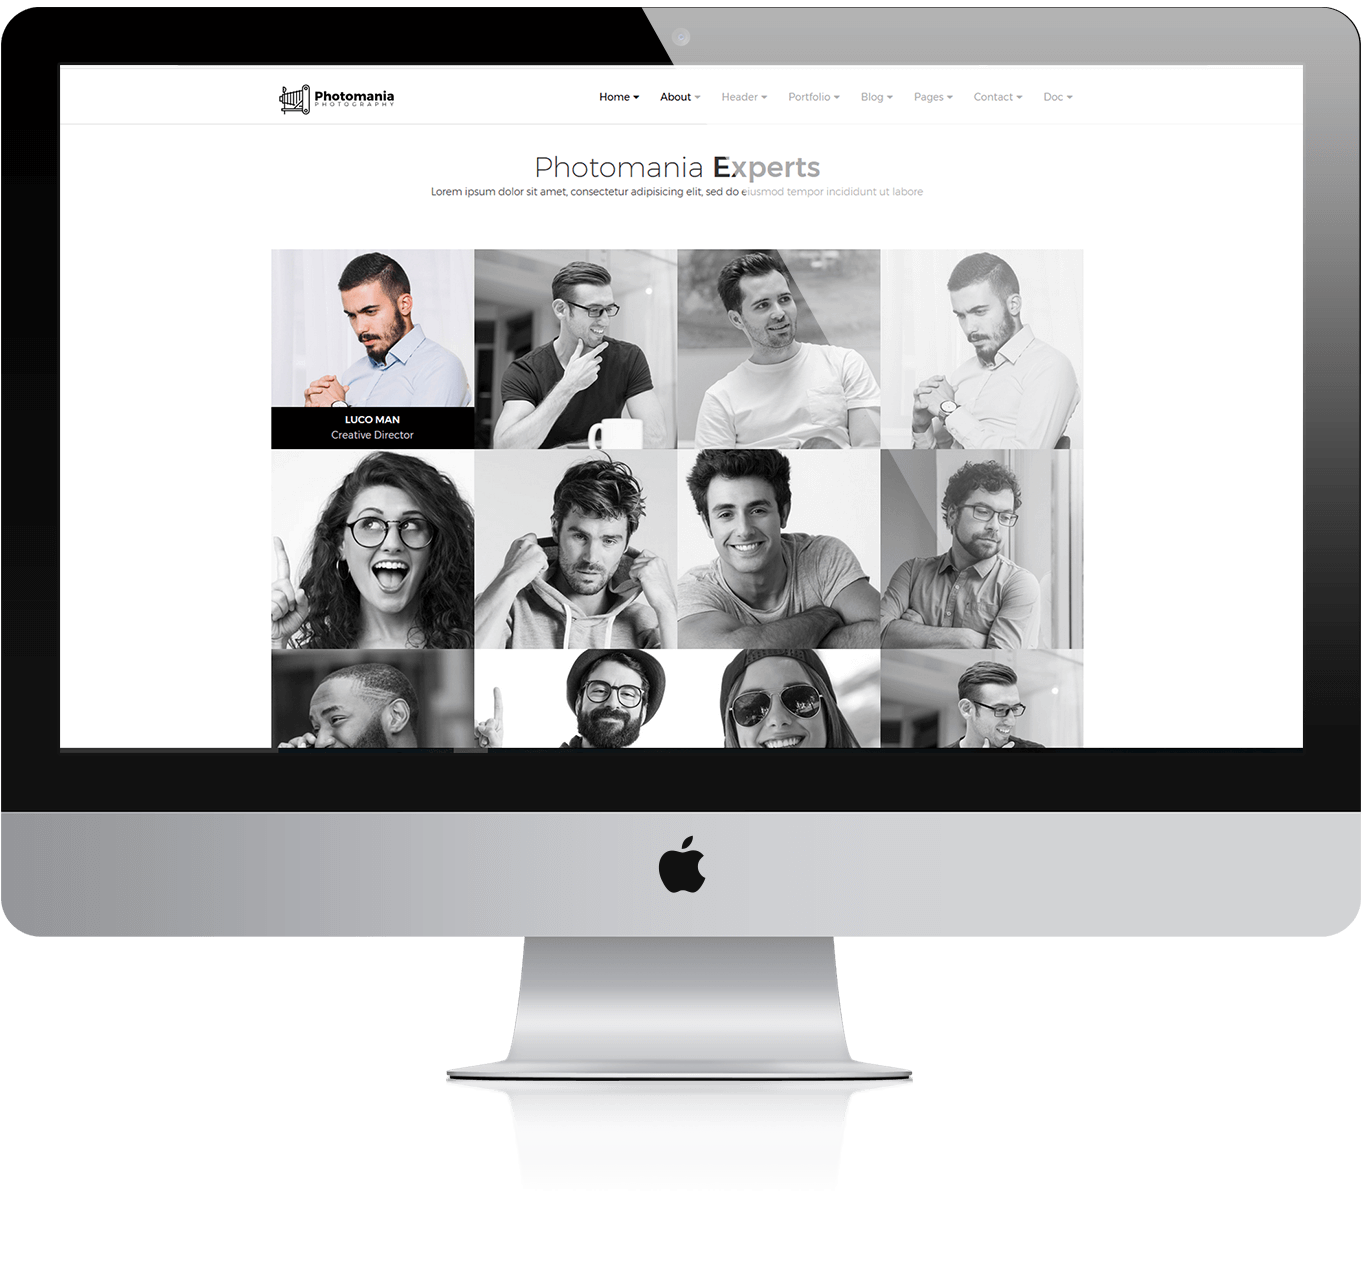 Photomania
PHOTOGRAPHY
Home About Header Portfolio Blog Pages Contact Doc
Photomania Experts
Lorem ipsum dolor sit amet, consectetur adipisicing elit, sed do eiusmod tempor incididunt ut labore
LUCO MAN
Creative Director